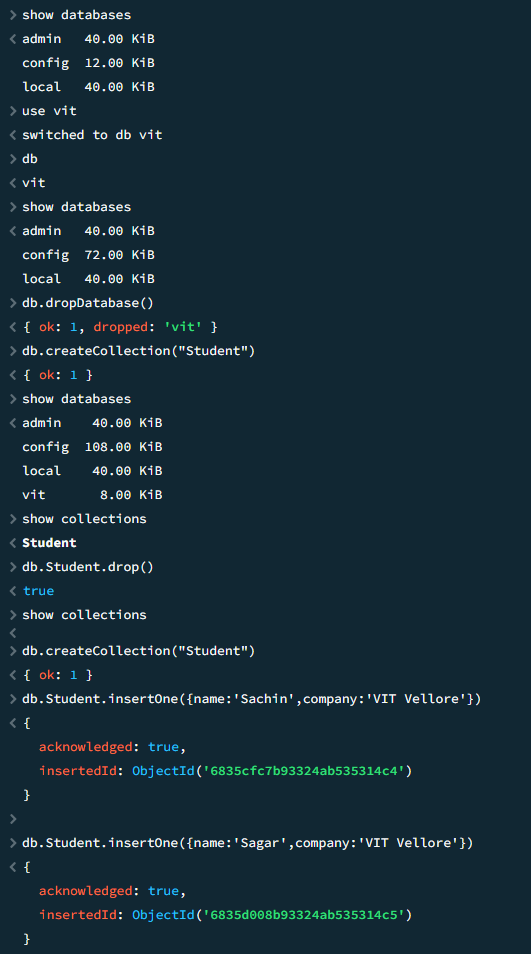 > show databases
< admin   40.00 KiB
config  12.00 KiB
local   40.00 KiB
> use vit
< switched to db vit
> db
< vit
> show databases
< admin   40.00 KiB
config  72.00 KiB
local   40.00 KiB
> db.dropDatabase()
< { ok: 1, dropped: 'vit' }
> db.createCollection("Student")
< { ok: 1 }
> show databases
< admin    40.00 KiB
config  108.00 KiB
local    40.00 KiB
vit       8.00 KiB
> show collections
< Student
> db.Student.drop()
< true
> show collections
<
> db.createCollection("Student")
< { ok: 1 }
> db.Student.insertOne({name:'Sachin',company:'VIT Vellore'})
< {
acknowledged: true,
insertedId: ObjectId('6835cfc7b93324ab535314c4')
}
>
> db.Student.insertOne({name:'Sagar',company:'VIT Vellore'})
< {
acknowledged: true,
insertedId: ObjectId('6835d008b93324ab535314c5')
}